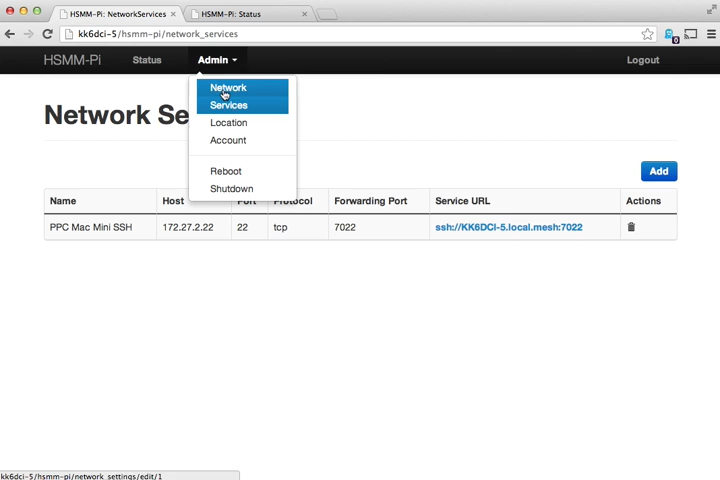 HSMM-Pi: NetworkServices
HSMM-Pi: Status
kk6dci-5/hsmm-pi/network_services
0
HSMM-Pi Status Admin Logout
Network
Services
Location
Account
Reboot
Shutdown
Network Se
Add
Name Host Port Protocol Forwarding Port Service URL Actions
PPC Mac Mini SSH 172.27.2.22 22 tcp 7022 ssh://KK6DCI-5.local.mesh:7022
kk6dci-5/hsmm-pi/network_settings/edit/1